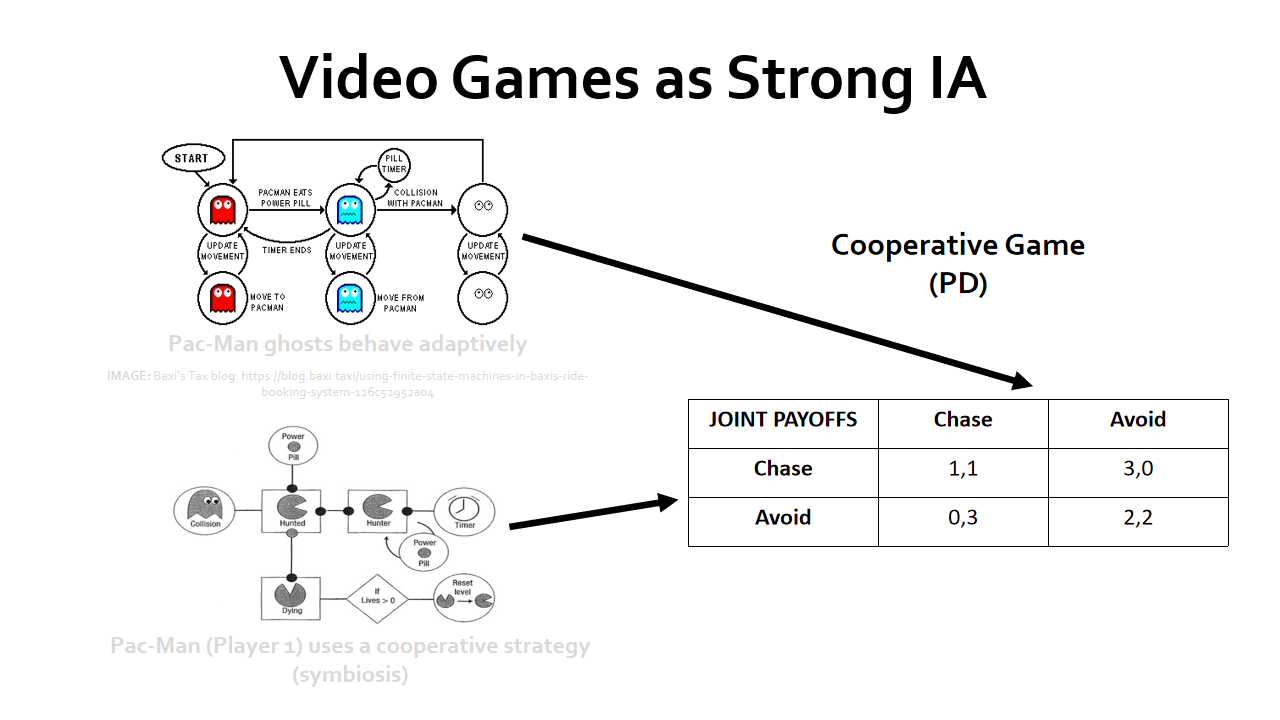 Video Games as Strong IA
START
PILL
TIMER
PACMAN EATS
POWER PILL
COLLISION
WITH PACMAN
UPDATE
MOVEMENT
TIMER ENDS
UPDATE
MOVEMENT
UPDATE
MOVEMENT
MOVE TO
PACMAN
MOVE FROM
PACMAN
Pac-Man ghosts behave adaptively
IMAGE: Baxi's Tax blog: https://blog.baxi.taxi/using-finite-state-machines-in-baxis-ride-
booking-system-126c52952a04
Cooperative Game
(PD)
JOINT PAYOFFS Chase Avoid
Chase 1,1 3,0
Avoid 0,3 2,2
Power
Pill
Collision
Hunted
Hunter
Timer
Power
Pill
Dying
If
Lives > 0
Reset
level
Pac-Man (Player 1) uses a cooperative strategy
(symbiosis)